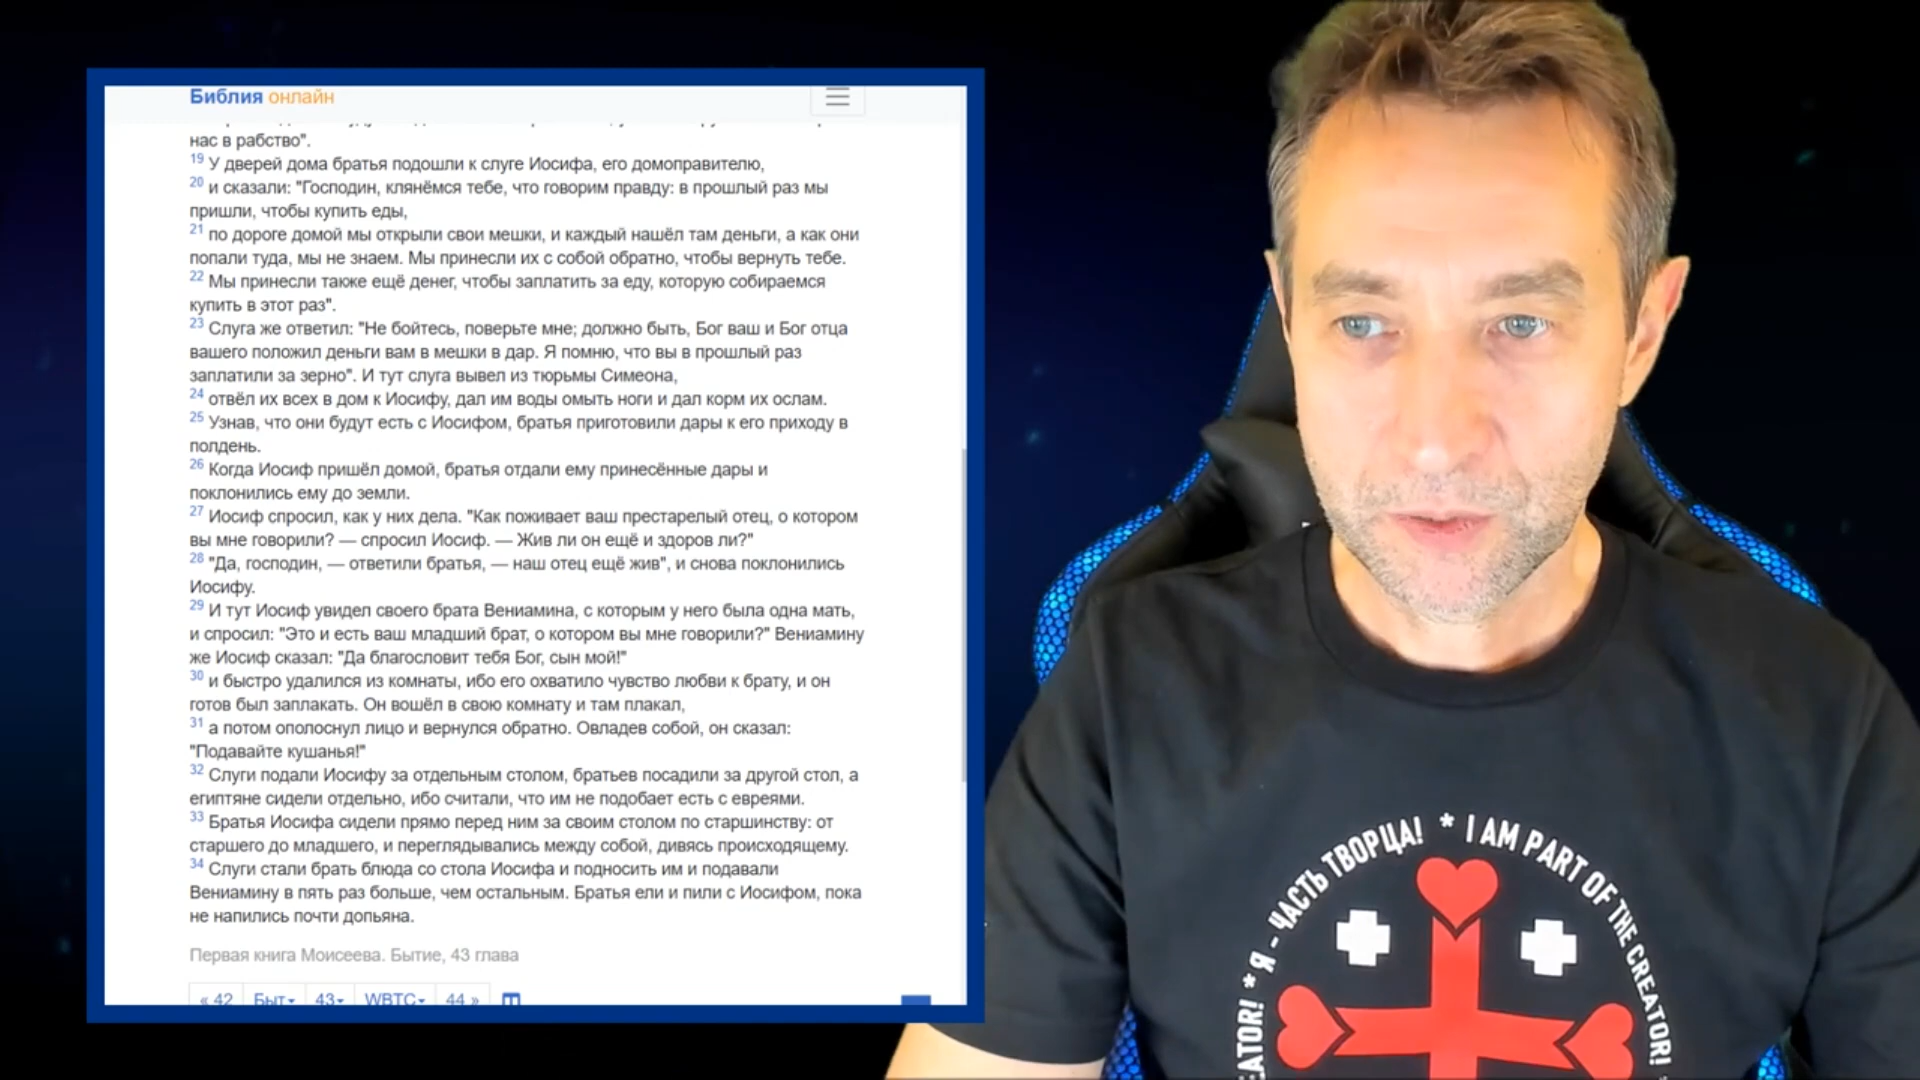 Библия онлайн
нас в рабство".
19 У дверей дома братья подошли к слуге Иосифа, его домоправителю,
20 и сказали: "Господин, клянёмся тебе, что говорим правду: в прошлый раз мы
пришли, чтобы купить еды,
21 по дороге домой мы открыли свои мешки, и каждый нашёл там деньги, а как они
попали туда, мы не знаем. Мы принесли их с собой обратно, чтобы вернуть тебе.
22 Мы принесли также ещё денег, чтобы заплатить за еду, которую собираемся
купить в этот раз".
23 Слуга же ответил: "Не бойтесь, поверьте мне; должно быть, Бог ваш и Бог отца
вашего положил деньги вам в мешки в дар. Я помню, что вы в прошлый раз
заплатили за зерно". И тут слуга вывел из тюрьмы Симеона,
24 отвёл их всех в дом к Иосифу, дал им воды омыть ноги и дал корм их ослам.
25 Узнав, что они будут есть с Иосифом, братья приготовили дары к его приходу в
полдень.
26 Когда Иосиф пришёл домой, братья отдали ему принесённые дары и
поклонились ему до земли.
27 Иосиф спросил, как у них дела. "Как поживает ваш престарелый отец, о котором
вы мне говорили? — спросил Иосиф. — Жив ли он ещё и здоров ли?"
28 "Да, господин, — ответили братья, — наш отец ещё жив", и снова поклонились
Иосифу.
29 И тут Иосиф увидел своего брата Вениамина, с которым у него была одна мать,
и спросил: "Это и есть ваш младший брат, о котором вы мне говорили?" Вениамину
же Иосиф сказал: "Да благословит тебя Бог, сын мой!"
30 и быстро удалился из комнаты, ибо его охватило чувство любви к брату, и он
готов был заплакать. Он вошёл в свою комнату и там плакал,
31 а потом ополоснул лицо и вернулся обратно. Овладев собой, он сказал:
"Подавайте кушанья!"
32 Слуги подали Иосифу за отдельным столом, братьев посадили за другой стол, а
египтяне сидели отдельно, ибо считали, что им не подобает есть с евреями.
33 Братья Иосифа сидели прямо перед ним за своим столом по старшинству: от
старшего до младшего, и переглядывались между собой, дивясь происходящему.
34 Слуги стали брать блюда со стола Иосифа и подносить им и подавали
Вениамину в пять раз больше, чем остальным. Братья ели и пили с Иосифом, пока
не напились почти допьяна.
Первая книга Моисеева. Бытие, 43 глава
« 42 Быт 43 WBTC 44 »
* Я - ЧАСТЬ ТВОРЦА! * I AM PART OF THE CREATOR!
ATOR!